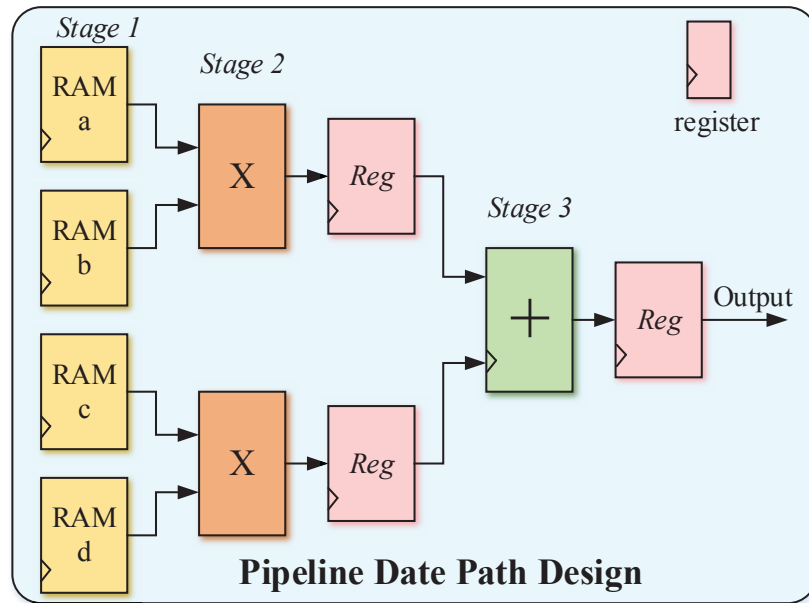 Stage 1
RAM
a
RAM
b
RAM
c
RAM
d
Stage 2
X
X
Reg
Reg
Stage 3
+
Reg
Output
register
Pipeline Date Path Design